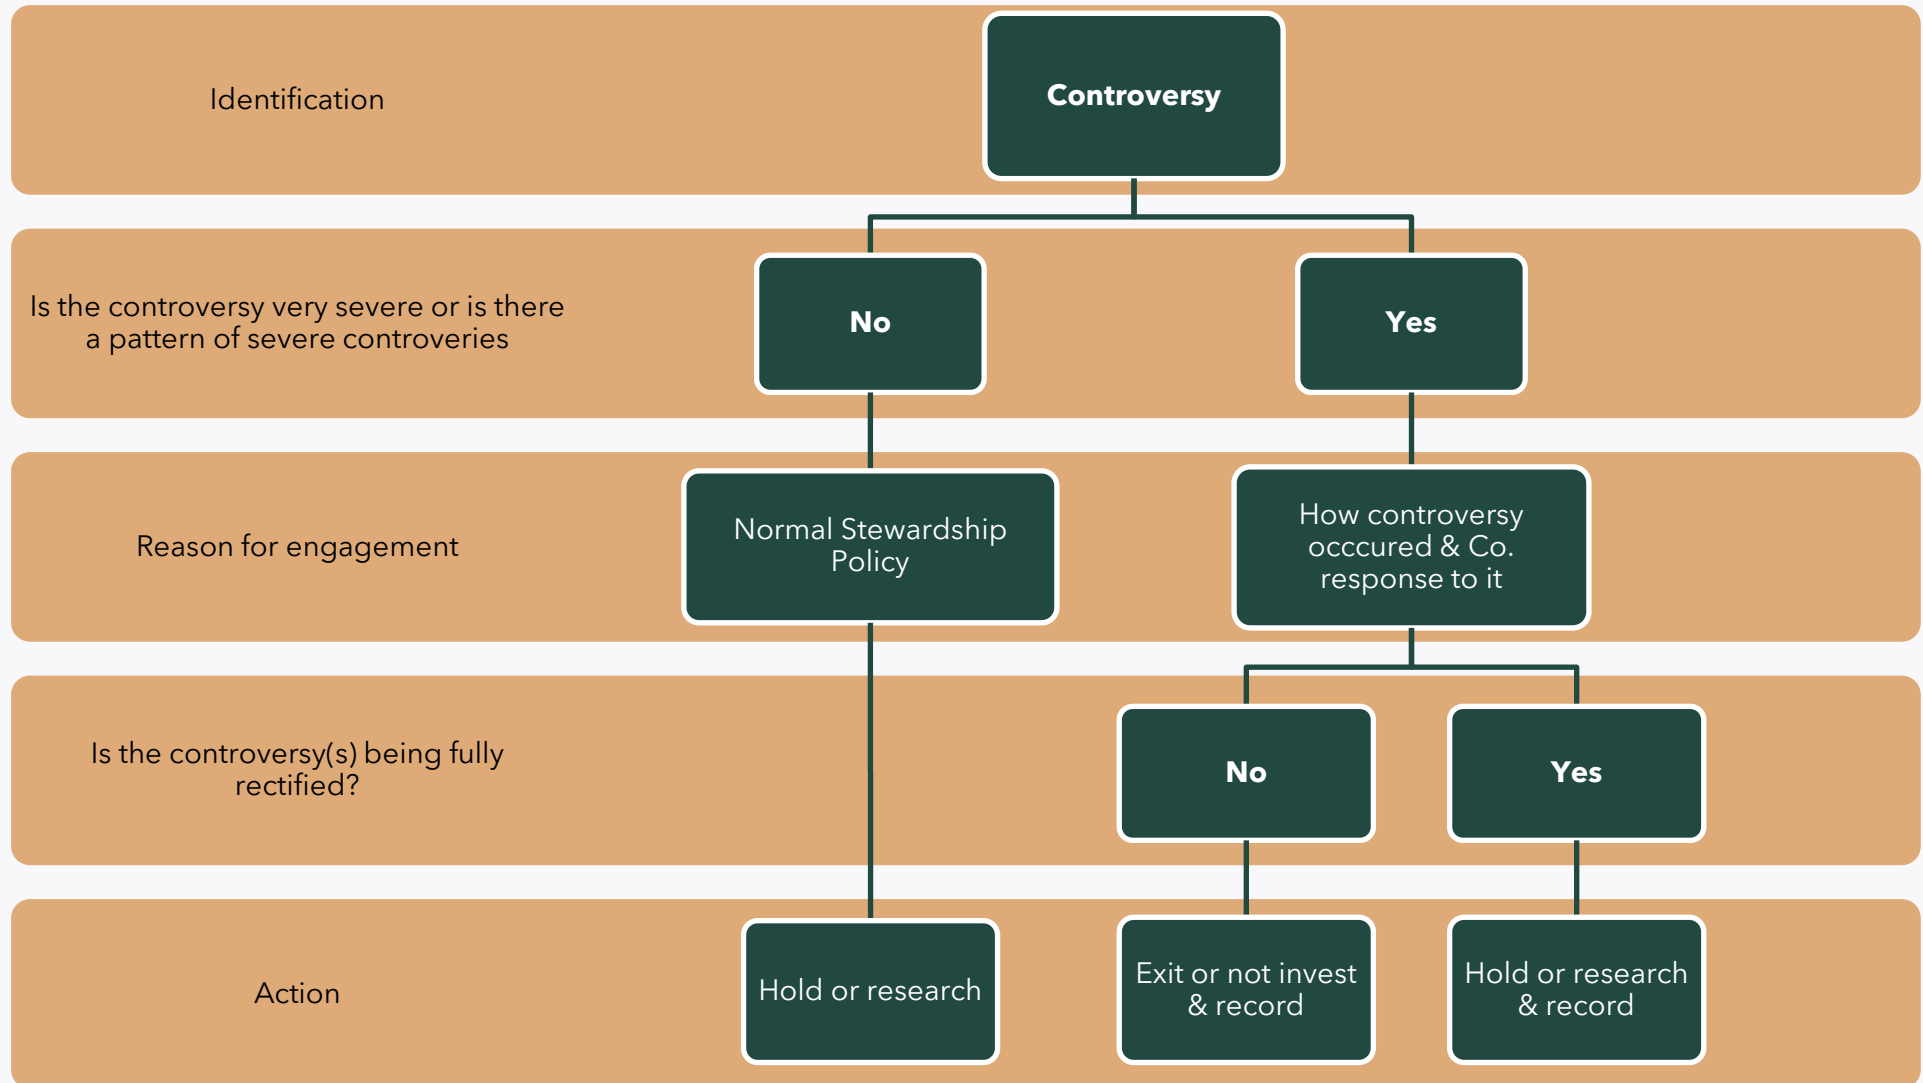 Identification
Controversy
Is the controversy very severe or is there
a pattern of severe controveries
No
Yes
Reason for engagement
Normal Stewardship
Policy
How controversy
occcured & Co.
response to it
Is the controversy(s) being fully
rectified?
No
Yes
Action
Hold or research
Exit or not invest
& record
Hold or research
& record